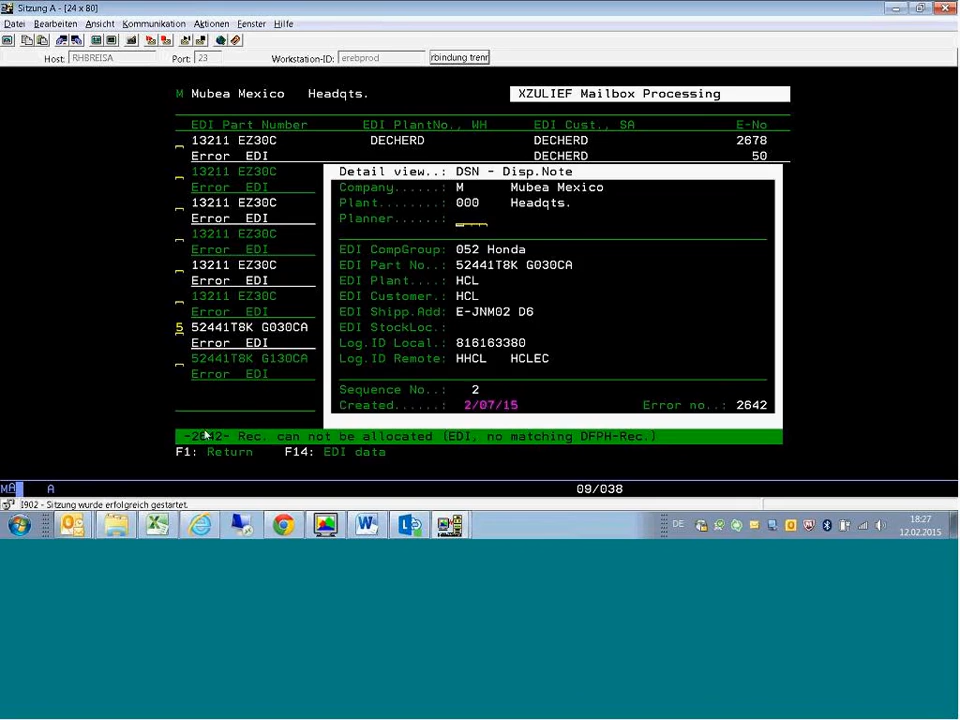 Sitzung A - [24 x 80]
Datei Bearbeiten Ansicht Kommunikation Aktionen Fenster Hilfe
Host: RHBREISA Port: 23 Workstation-ID: erebprod rbindung trenr
M Mubea Mexico Headqts. XZULIEF Mailbox Processing
EDI Part Number EDI PlantNo., WH EDI Cust., SA E-No
13211 EZ30C DECHERD DECHERD 2678
Error EDI DECHERD 50
13211 EZ30C Detail view..: DSN - Disp.Note
Error EDI Company......: M Mubea Mexico
13211 EZ30C Plant........: 000 Headqts.
Error EDI Planner......:
13211 EZ30C
Error EDI EDI CompGroup: 052 Honda
13211 EZ30C EDI Part No..: 52441T8K G030CA
Error EDI EDI Plant....: HCL
13211 EZ30C EDI Customer.: HCL
Error EDI EDI Shipp.Add: E-JNM02 D6
5 52441T8K G030CA EDI StockLoc.:
Error EDI Log.ID Local.: 816163380
52441T8K G130CA Log.ID Remote: HHCL HCLEC
Error EDI
Sequence No..: 2
Created......: 2/07/15 Error no..: 2642
-2642- Rec. can not be allocated (EDI, no matching DFPH-Rec.)
F1: Return F14: EDI data
MA A 09/038
I902 - Sitzung wurde erfolgreich gestartet.
DE 18:27
12.02.2015